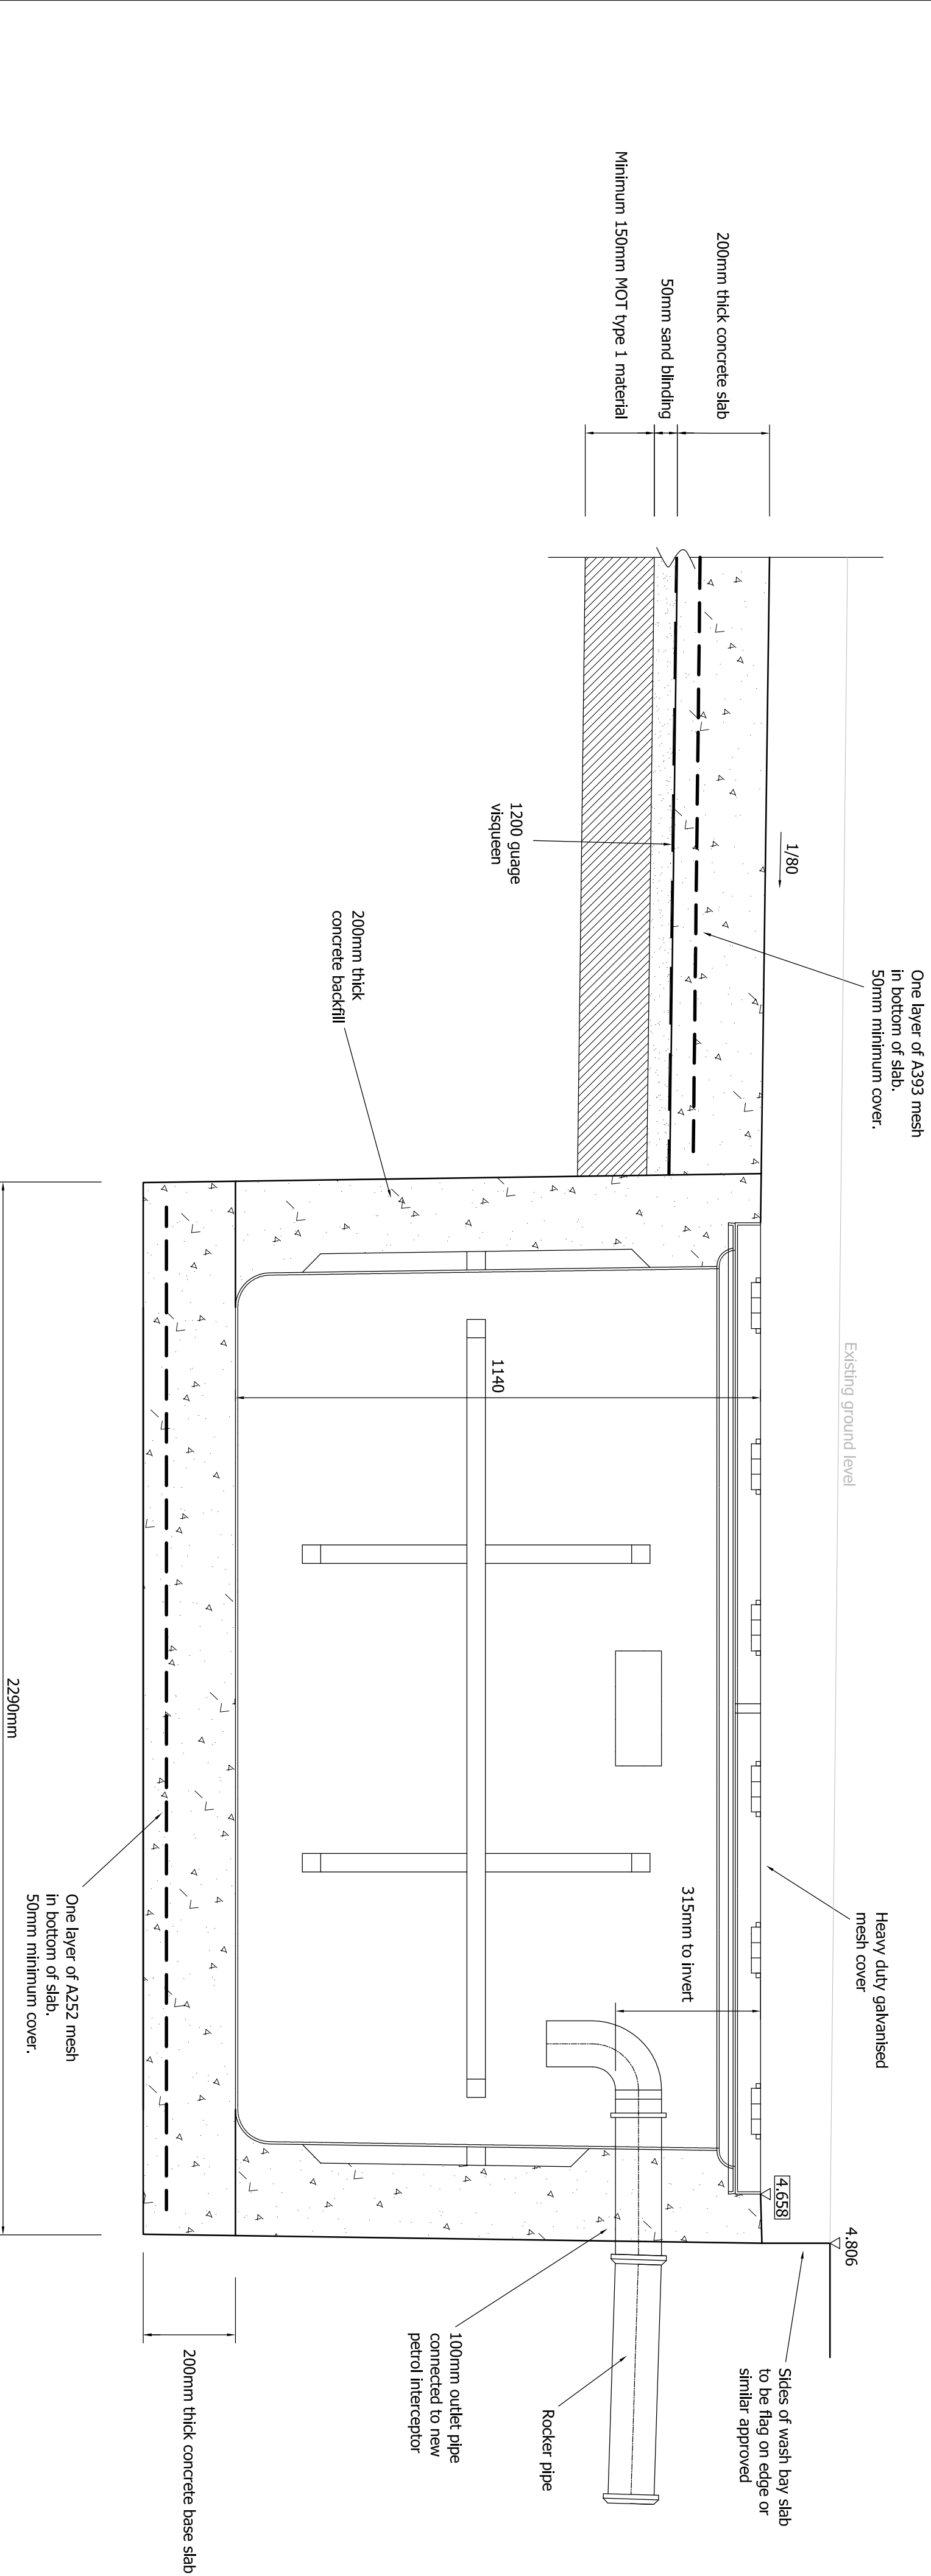 200mm thick concrete slab
50mm sand blinding
Minimum 150mm MOT type 1 material
1/80
One layer of A393 mesh
in bottom of slab.
50mm minimum cover.
1200 guage
visqueen
200mm thick
concrete backfill
Existing ground level
1140
Heavy duty galvanised
mesh cover
315mm to invert
4.658
4.806
Sides of wash bay slab
to be flag on edge or
similar approved
Rocker pipe
100mm outlet pipe
connected to new
petrol interceptor
One layer of A252 mesh
in bottom of slab.
50mm minimum cover.
200mm thick concrete base slab
2290mm